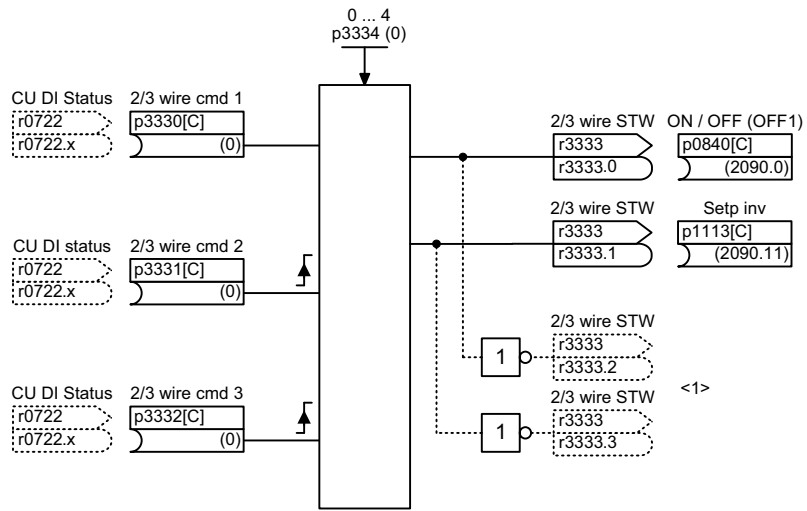 0 ... 4
p3334 (0)
CU DI Status 2/3 wire cmd 1
r0722 p3330[C]
r0722.x (0)
2/3 wire STW ON / OFF (OFF1)
r3333 p0840[C]
r3333.0 (2090.0)
2/3 wire STW Setp inv
r3333 p1113[C]
r3333.1 (2090.11)
CU DI status 2/3 wire cmd 2
r0722 p3331[C]
r0722.x (0)
2/3 wire STW
r3333
1 r3333.2
<1>
CU DI Status 2/3 wire cmd 3
r0722 p3332[C]
r0722.x (0)
2/3 wire STW
r3333
1 r3333.3